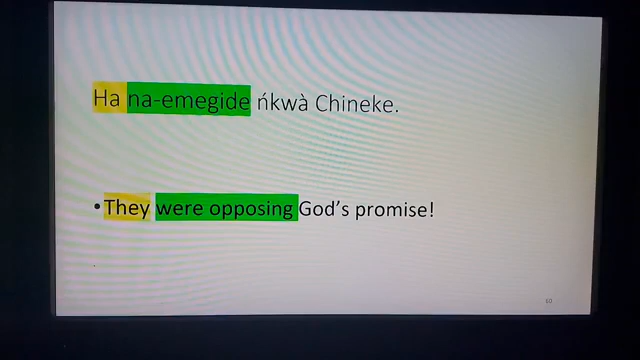 Ha na-emegide ńkwà Chineke.
• They were opposing God's promise!
60